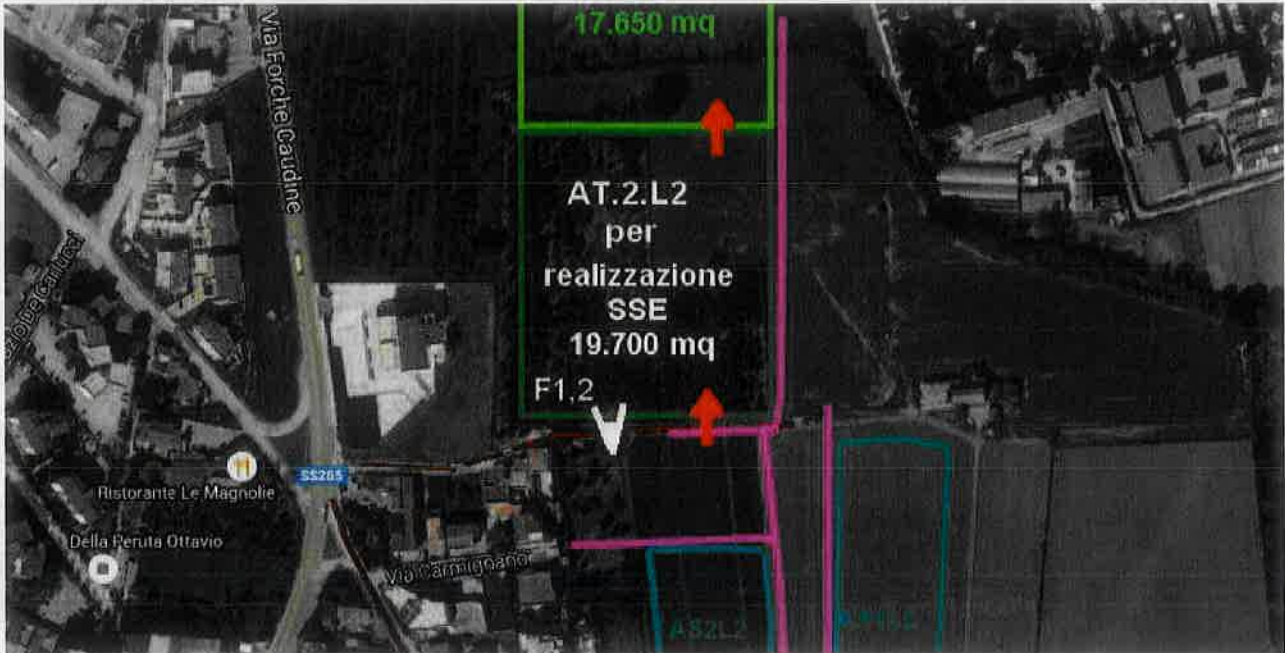 17.650 mq
Via Forche Caudine
AT.2.L2
per
realizzazione
SSE
19.700 mq
F1,2
SS265
Ristorante Le Magnolie
Della Peruta Ottavio
Via Carmignano
AS2L2